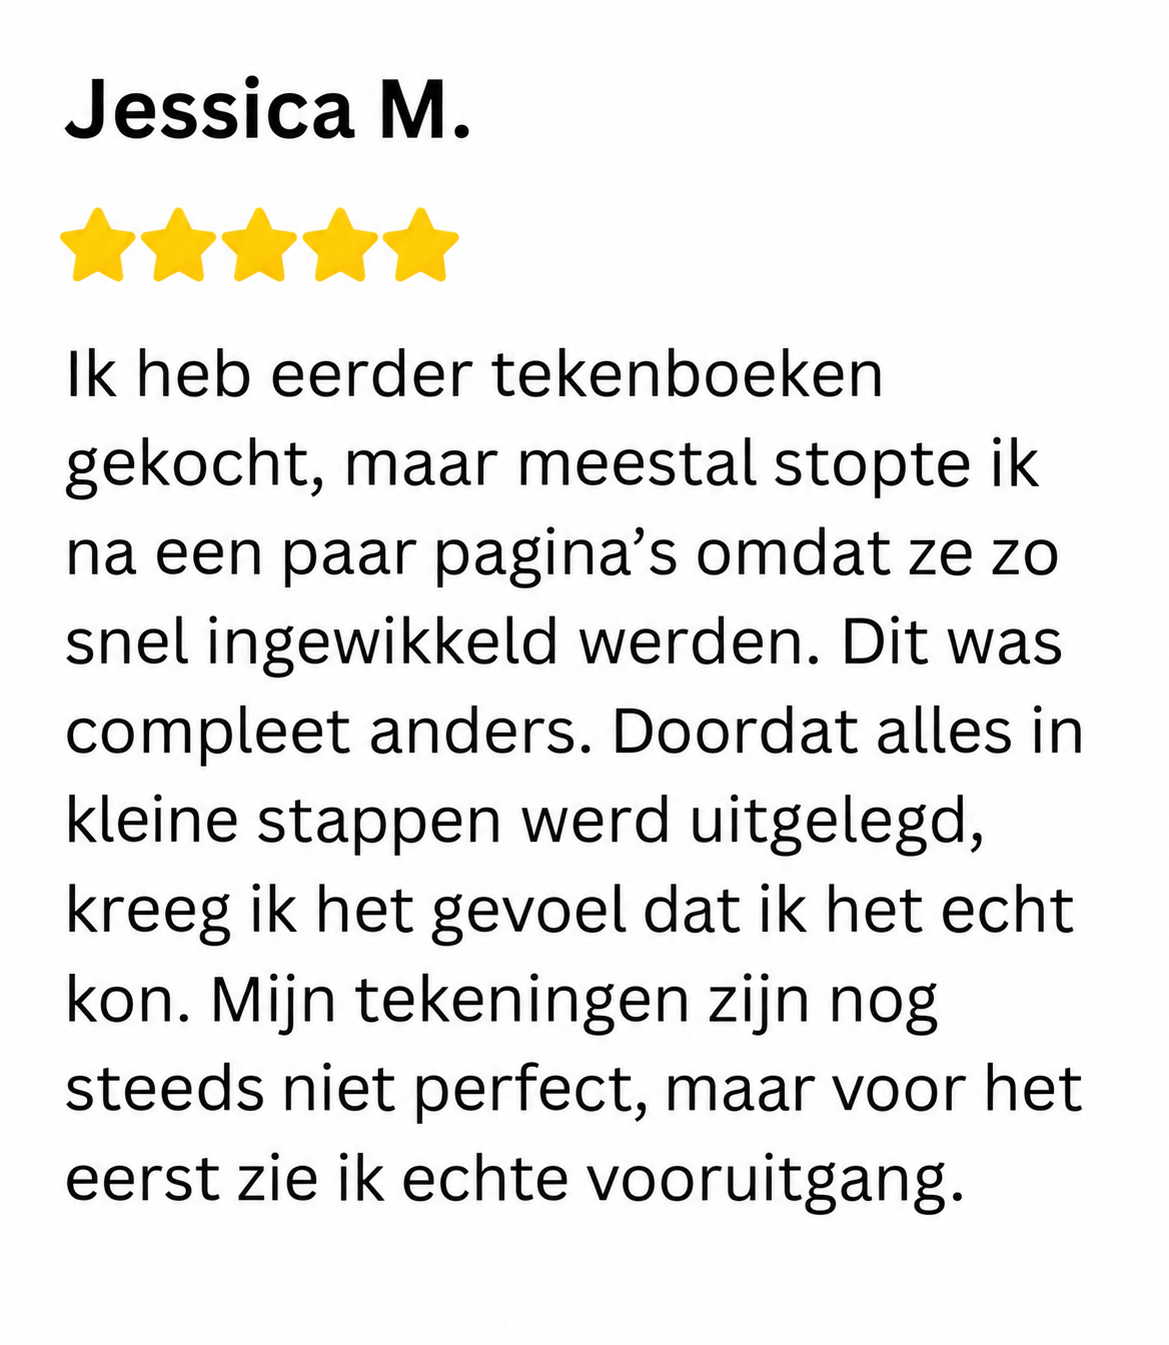 Jessica M.
Ik heb eerder tekenboeken
gekocht, maar meestal stopte ik
na een paar pagina’s omdat ze zo
snel ingewikkeld werden. Dit was
compleet anders. Doordat alles in
kleine stappen werd uitgelegd,
kreeg ik het gevoel dat ik het echt
kon. Mijn tekeningen zijn nog
steeds niet perfect, maar voor het
eerst zie ik echte vooruitgang.